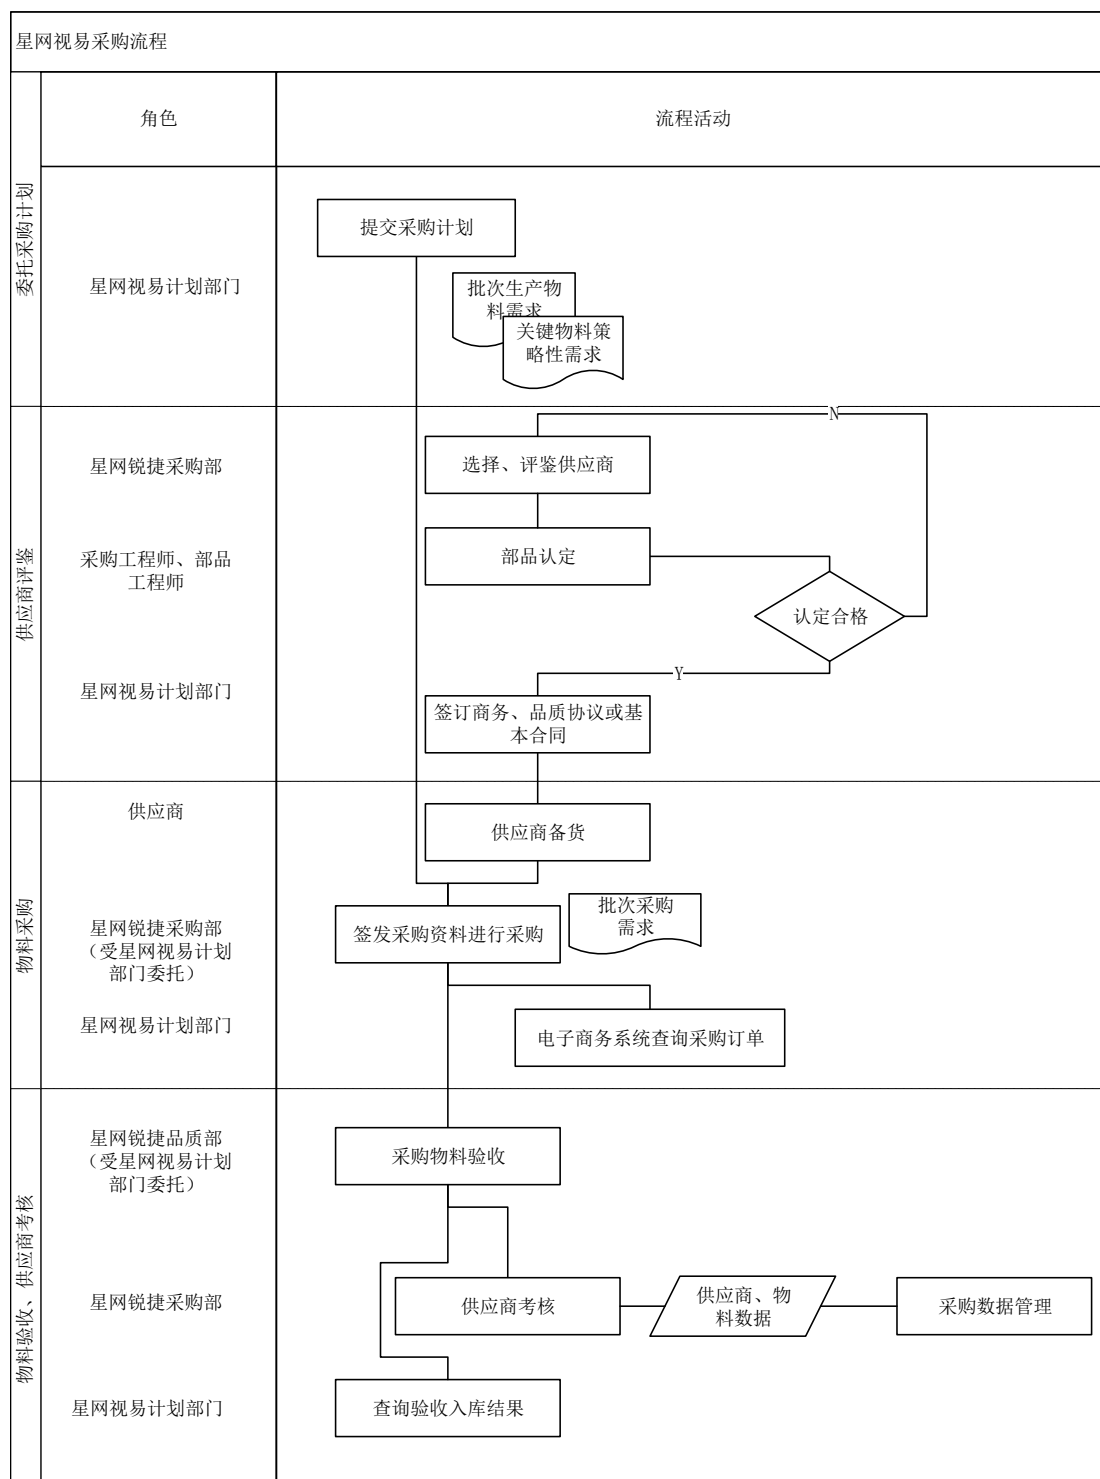 星网视易采购流程
角色
流程活动
委托采购计划
星网视易计划部门
提交采购计划
批次生产物
料需求
关键物料策
略性需求
供应商评鉴
星网锐捷采购部
N
选择、评鉴供应商
采购工程师、部品
工程师
部品认定
认定合格
星网视易计划部门
Y
签订商务、品质协议或基
本合同
物料采购
供应商
供应商备货
星网锐捷采购部
（受星网视易计划
部门委托）
签发采购资料进行采购
批次采购
需求
星网视易计划部门
电子商务系统查询采购订单
物料验收、供应商考核
星网锐捷品质部
（受星网视易计划
部门委托）
采购物料验收
星网锐捷采购部
供应商考核
供应商、物
料数据
采购数据管理
星网视易计划部门
查询验收入库结果